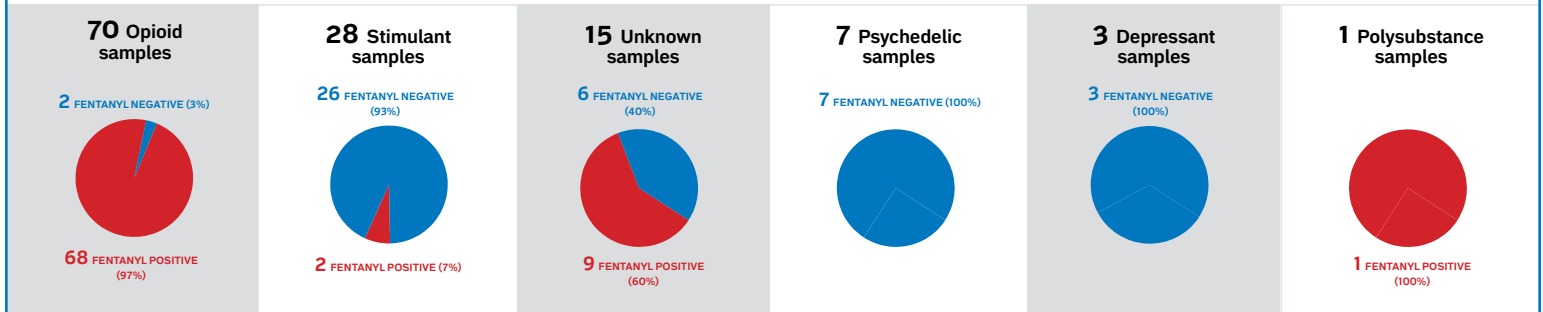 70 Opioid
samples
2 FENTANYL NEGATIVE (3%)
68 FENTANYL POSITIVE
(97%)
28 Stimulant
samples
26 FENTANYL NEGATIVE
(93%)
2 FENTANYL POSITIVE (7%)
15 Unknown
samples
6 FENTANYL NEGATIVE
(40%)
9 FENTANYL POSITIVE
(60%)
7 Psychedelic
samples
7 FENTANYL NEGATIVE (100%)
3 Depressant
samples
3 FENTANYL NEGATIVE
(100%)
1 Polysubstance
samples
1 FENTANYL POSITIVE
(100%)